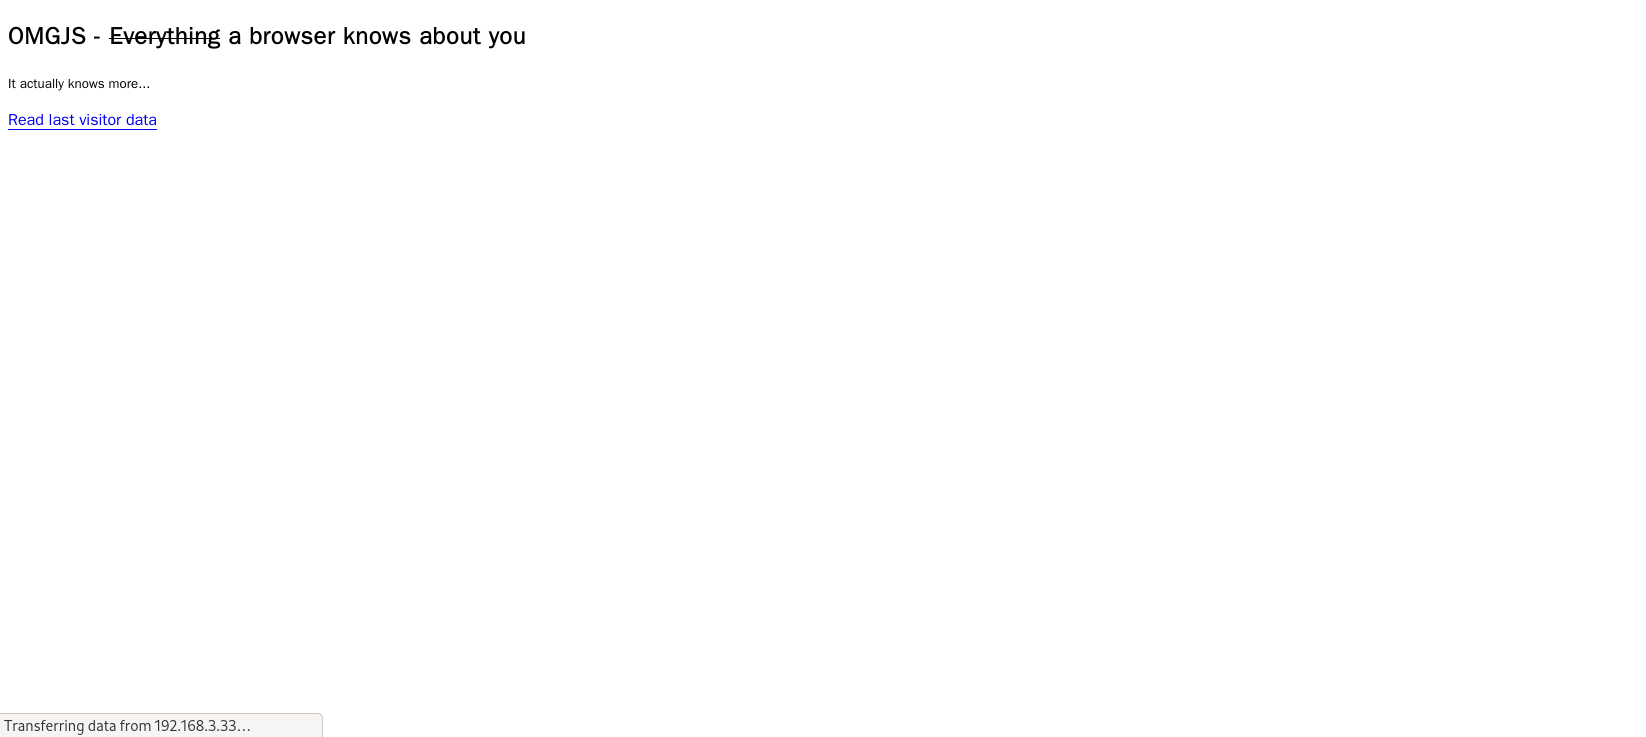 OMGJS - Everything a browser knows about you
It actually knows more...
Read last visitor data
Transferring data from 192.168.3.33…